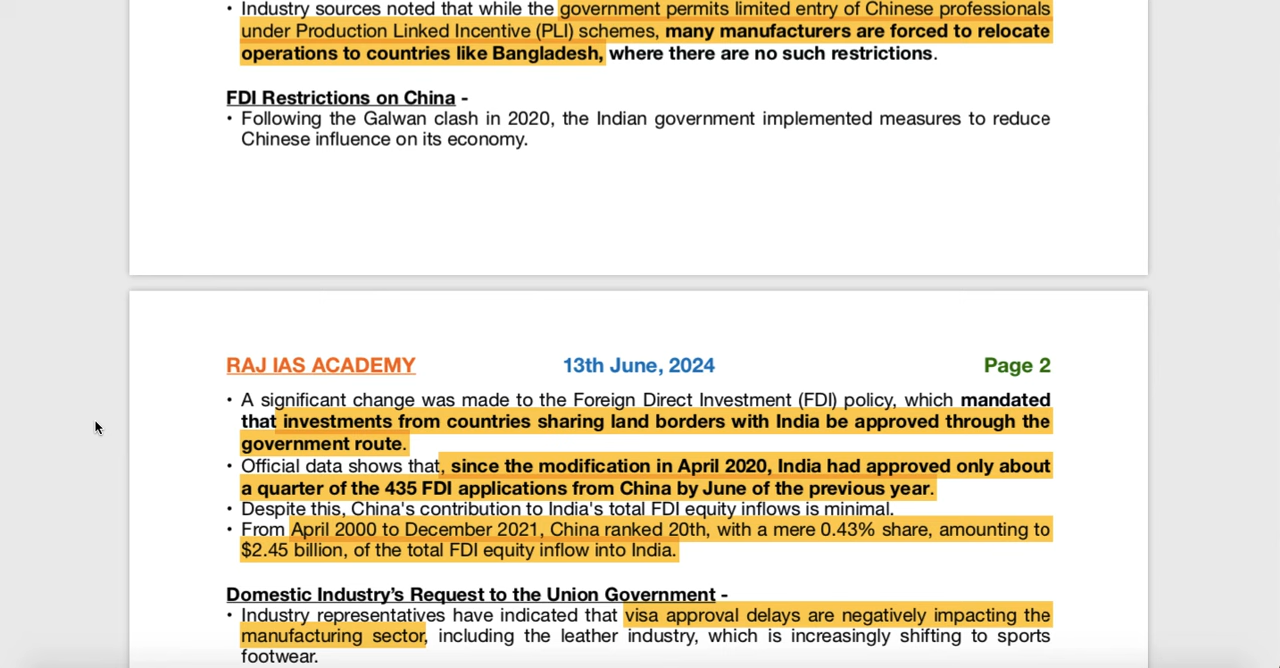 • Industry sources noted that while the government permits limited entry of Chinese professionals
under Production Linked Incentive (PLI) schemes, many manufacturers are forced to relocate
operations to countries like Bangladesh, where there are no such restrictions.
FDI Restrictions on China -
• Following the Galwan clash in 2020, the Indian government implemented measures to reduce
Chinese influence on its economy.
RAJ IAS ACADEMY 13th June, 2024 Page 2
• A significant change was made to the Foreign Direct Investment (FDI) policy, which mandated
that investments from countries sharing land borders with India be approved through the
government route.
• Official data shows that, since the modification in April 2020, India had approved only about
a quarter of the 435 FDI applications from China by June of the previous year.
• Despite this, China's contribution to India's total FDI equity inflows is minimal.
• From April 2000 to December 2021, China ranked 20th, with a mere 0.43% share, amounting to
$2.45 billion, of the total FDI equity inflow into India.
Domestic Industry's Request to the Union Government -
• Industry representatives have indicated that visa approval delays are negatively impacting the
manufacturing sector, including the leather industry, which is increasingly shifting to sports
footwear.